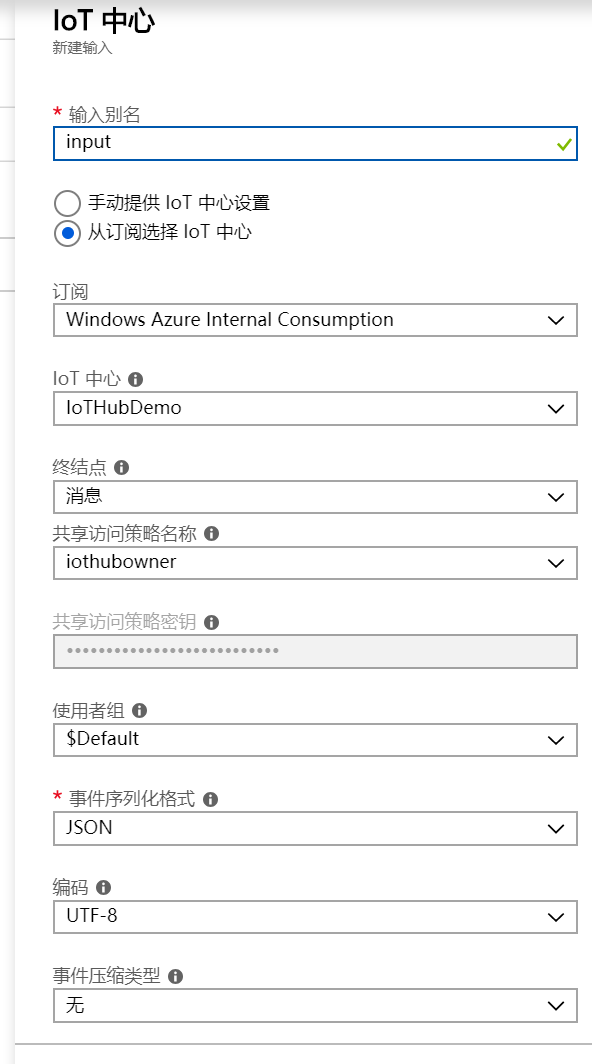 IoT 中心
新建输入
* 输入别名
input
手动提供 IoT 中心设置
从订阅选择 IoT 中心
订阅
Windows Azure Internal Consumption
IoT 中心
IoTHubDemo
终结点
消息
共享访问策略名称
iothubowner
共享访问策略密钥
•••••••••••••••••••••••••••
使用者组
$Default
* 事件序列化格式
JSON
编码
UTF-8
事件压缩类型
无